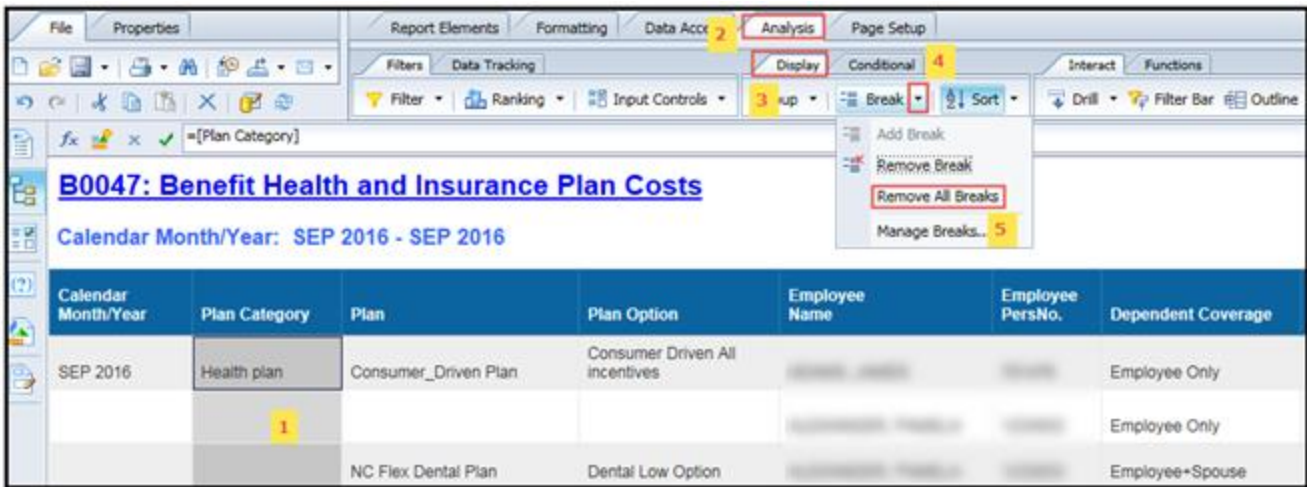 File Properties Report Elements Formatting Data Acce 2 Analysis Page Setup
Filters Data Tracking Display Conditional 4 Interact Functions
Filter Ranking Input Controls 3 up Break Sort Drill Filter Bar Outline
=[Plan Category]
Add Break
Remove Break
Remove All Breaks
Manage Breaks... 5
B0047: Benefit Health and Insurance Plan Costs
Calendar Month/Year: SEP 2016 - SEP 2016
Calendar Month/Year Plan Category Plan Plan Option Employee Name Employee PersNo. Dependent Coverage
SEP 2016 Health plan Consumer_Driven Plan Consumer Driven All incentives Employee Only
1 Employee Only
NC Flex Dental Plan Dental Low Option Employee+Spouse